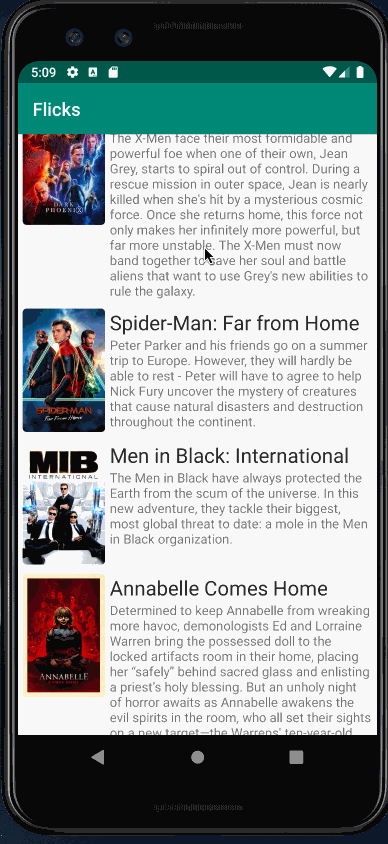 5:09
Flicks
The X-Men face their most formidable and
powerful foe when one of their own, Jean
Grey, starts to spiral out of control. During a
rescue mission in outer space, Jean is nearly
killed when she's hit by a mysterious cosmic
force. Once she returns home, this force not
only makes her infinitely more powerful, but
far more unstable. The X-Men must now
band together to save her soul and battle
aliens that want to use Grey's new abilities to
rule the galaxy.
DARK
PHOENIX
Spider-Man: Far from Home
Peter Parker and his friends go on a summer
trip to Europe. However, they will hardly be
able to rest - Peter will have to agree to help
Nick Fury uncover the mystery of creatures
that cause natural disasters and destruction
throughout the continent.
SPIDER-MAN
Far From Home
Men in Black: International
The Men in Black have always protected the
Earth from the scum of the universe. In this
new adventure, they tackle their biggest,
most global threat to date: a mole in the Men
in Black organization.
MIB
INTERNATIONAL
Annabelle Comes Home
Determined to keep Annabelle from wreaking
more havoc, demonologists Ed and Lorraine
Warren bring the possessed doll to the
locked artifacts room in their home, placing
her “safely” behind sacred glass and enlisting
a priest's holy blessing. But an unholy night
of horror awaits as Annabelle awakens the
evil spirits in the room, who all set their sights
on a new target—the Warrens' ten-year-old
ANNABELLE